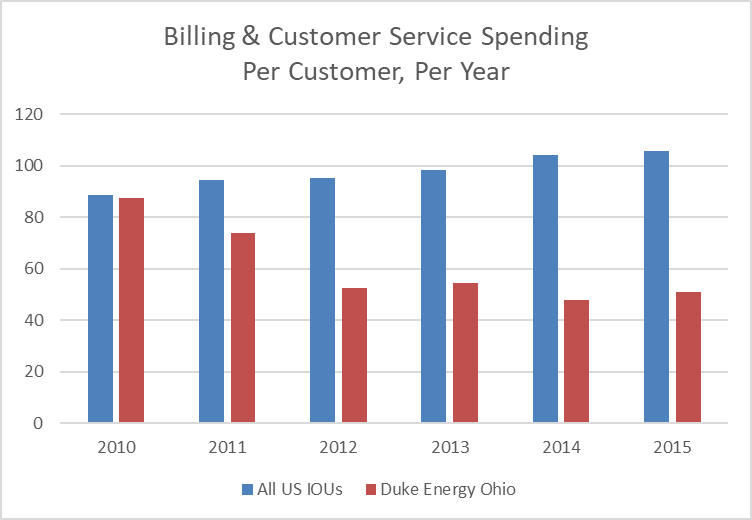 Billing & Customer Service Spending
Per Customer, Per Year
120
100
80
60
40
20
0
2010 2011 2012 2013 2014 2015
All US IOUs Duke Energy Ohio